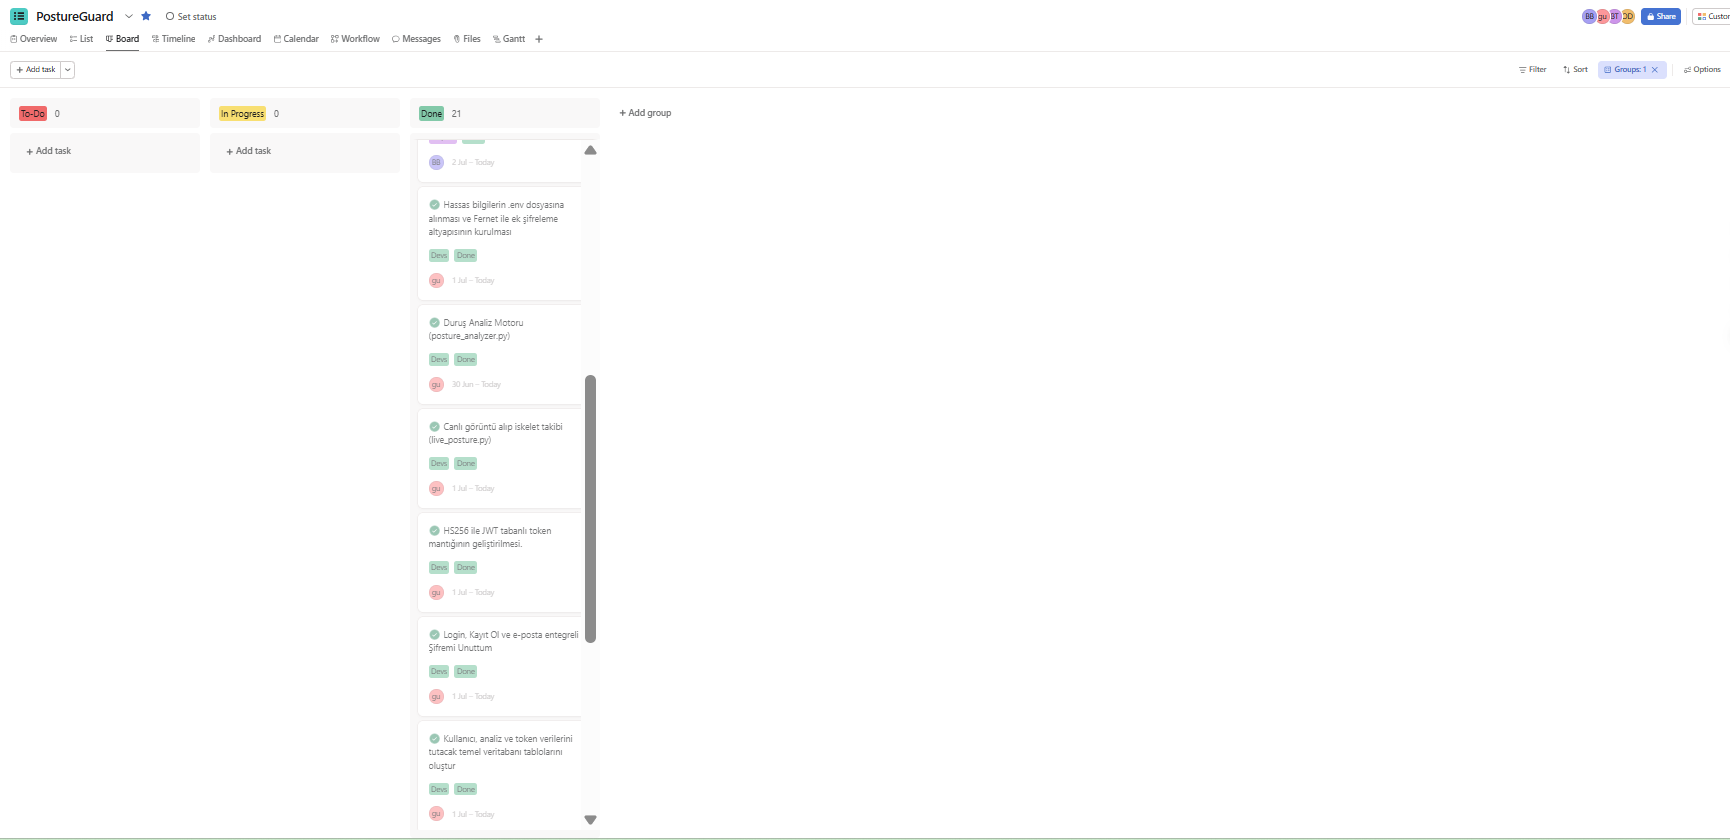 PostureGuard
Set status
BB gu BT DD
Share
Custo
Overview List Board Timeline Dashboard Calendar Workflow Messages Files Gantt +
+ Add task
Filter Sort Groups: 1 Options
To-Do 0
In Progress 0
Done 21
+ Add group
+ Add task
+ Add task
BB 2 Jul – Today
Hassas bilgilerin .env dosyasına
alınması ve Fernet ile ek şifreleme
altyapısının kurulması
Devs Done
gu 1 Jul – Today
Duruş Analiz Motoru
(posture_analyzer.py)
Devs Done
gu 30 Jun – Today
Canlı görüntü alıp iskelet takibi
(live_posture.py)
Devs Done
gu 1 Jul – Today
HS256 ile JWT tabanlı token
mantığının geliştirilmesi.
Devs Done
gu 1 Jul – Today
Login, Kayıt Ol ve e-posta entegreli
Şifremi Unuttum
Devs Done
gu 1 Jul – Today
Kullanıcı, analiz ve token verilerini
tutacak temel veritabanı tablolarını
oluştur
Devs Done
gu 1 Jul – Today